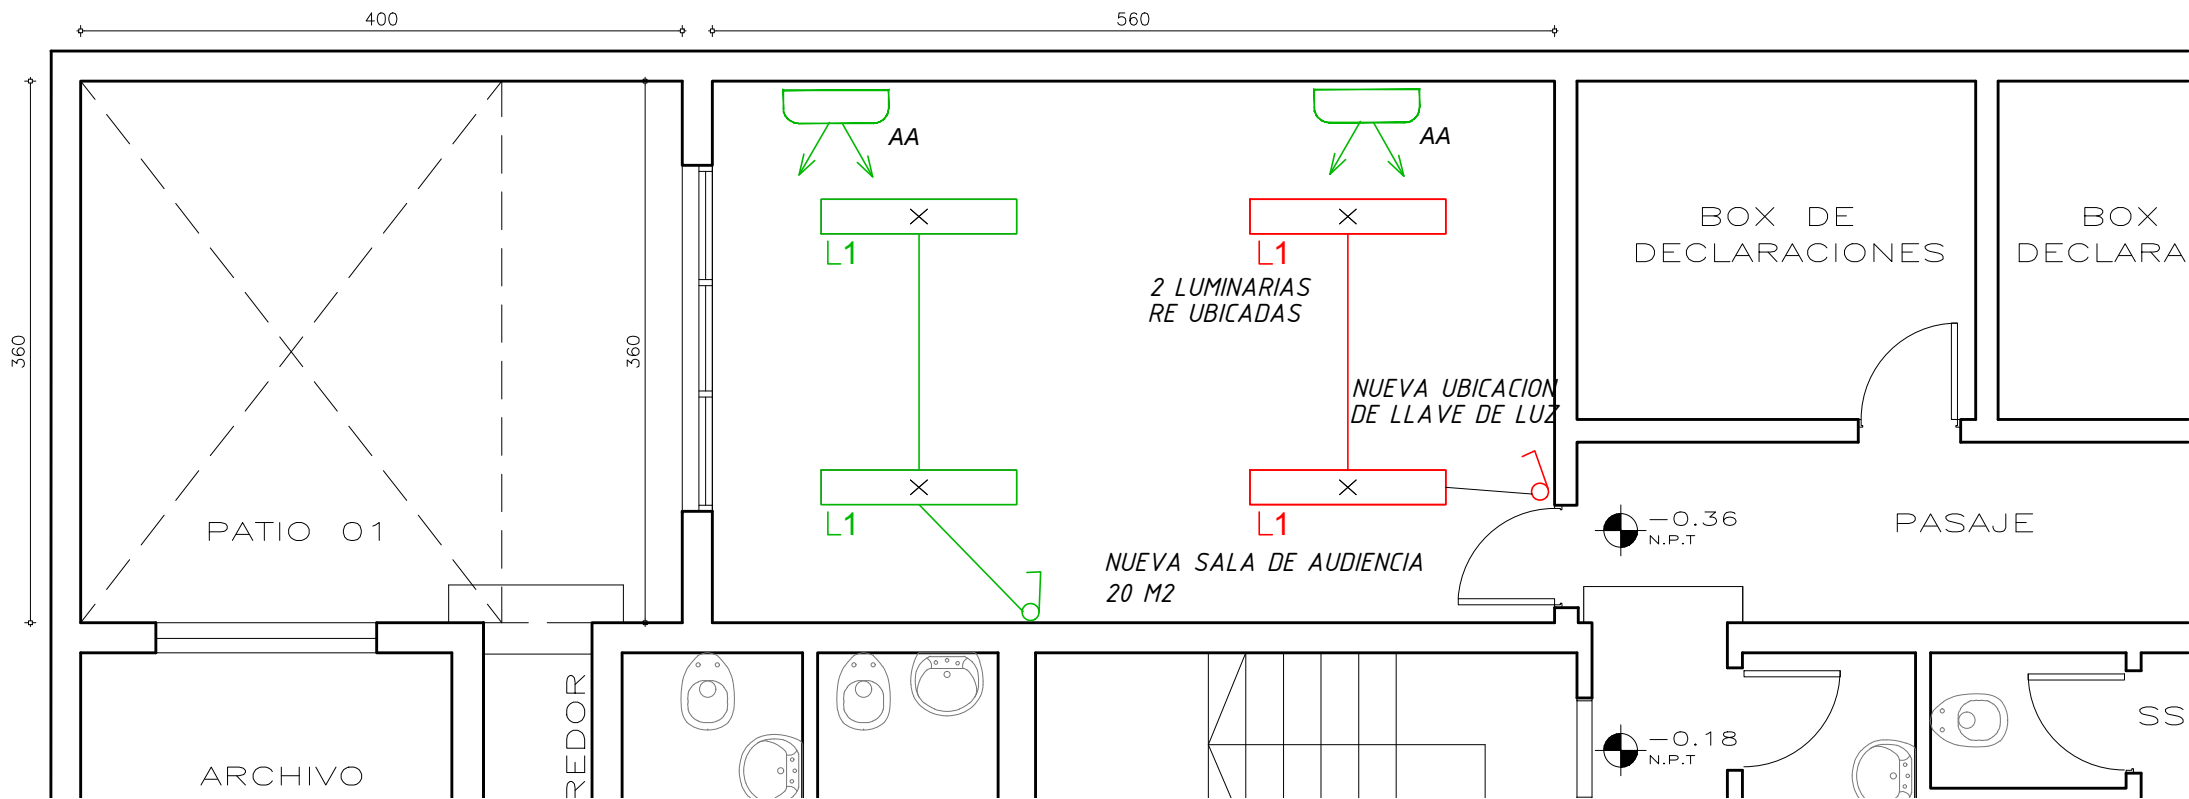 400
560
AA
AA
BOX DE
DECLARACIONES
BOX
DECLARA
L1
L1
2 LUMINARIAS
RE UBICADAS
360
360
NUEVA UBICACION
DE LLAVE DE LUZ
PATIO 01
L1
L1
-0.36
N.P.T
PASAJE
NUEVA SALA DE AUDIENCIA
20 M2
REDOR
ARCHIVO
-0.18
N.P.T
SS